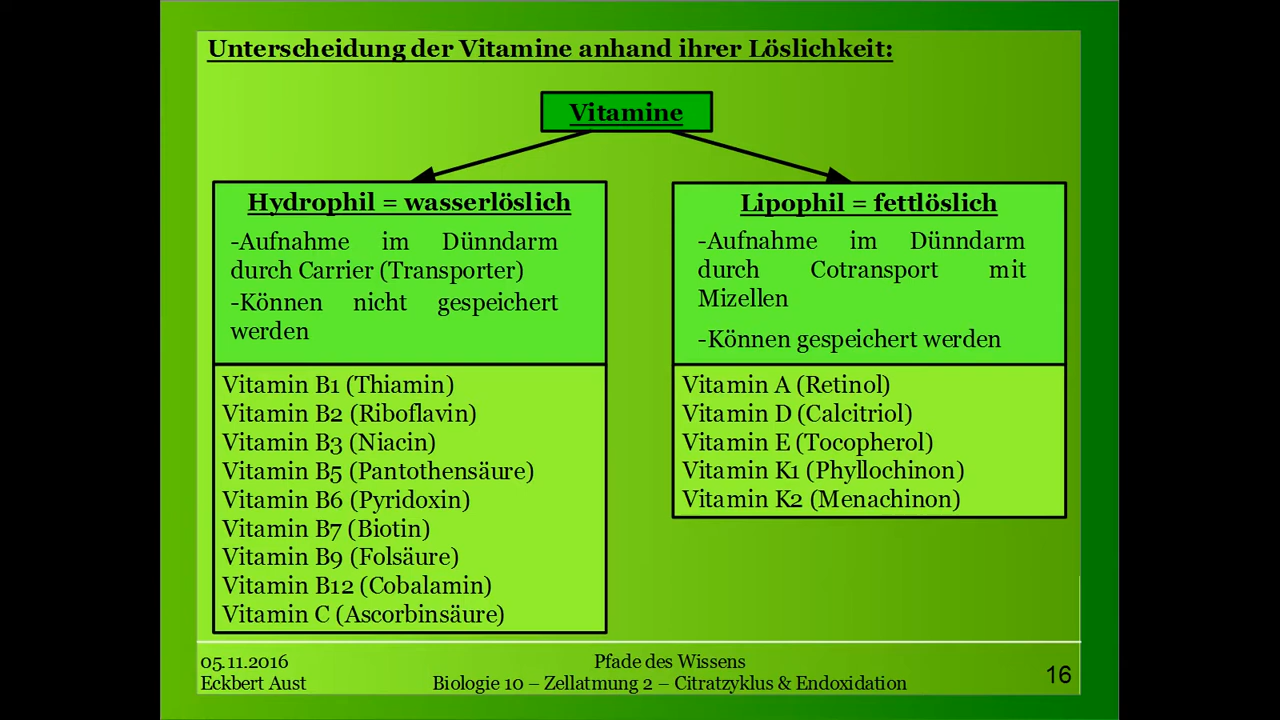 Unterscheidung der Vitamine anhand ihrer Löslichkeit:
Vitamine
Hydrophil = wasserlöslich
-Aufnahme im Dünndarm
durch Carrier (Transporter)
-Können nicht gespeichert
werden
Vitamin B1 (Thiamin)
Vitamin B2 (Riboflavin)
Vitamin B3 (Niacin)
Vitamin B5 (Pantothensäure)
Vitamin B6 (Pyridoxin)
Vitamin B7 (Biotin)
Vitamin B9 (Folsäure)
Vitamin B12 (Cobalamin)
Vitamin C (Ascorbinsäure)
Lipophil = fettlöslich
-Aufnahme im Dünndarm
durch Cotransport mit
Mizellen
-Können gespeichert werden
Vitamin A (Retinol)
Vitamin D (Calcitriol)
Vitamin E (Tocopherol)
Vitamin K1 (Phyllochinon)
Vitamin K2 (Menachinon)
05.11.2016
Eckbert Aust
Pfade des Wissens
Biologie 10 – Zellatmung 2 – Citratzyklus & Endoxidation
16